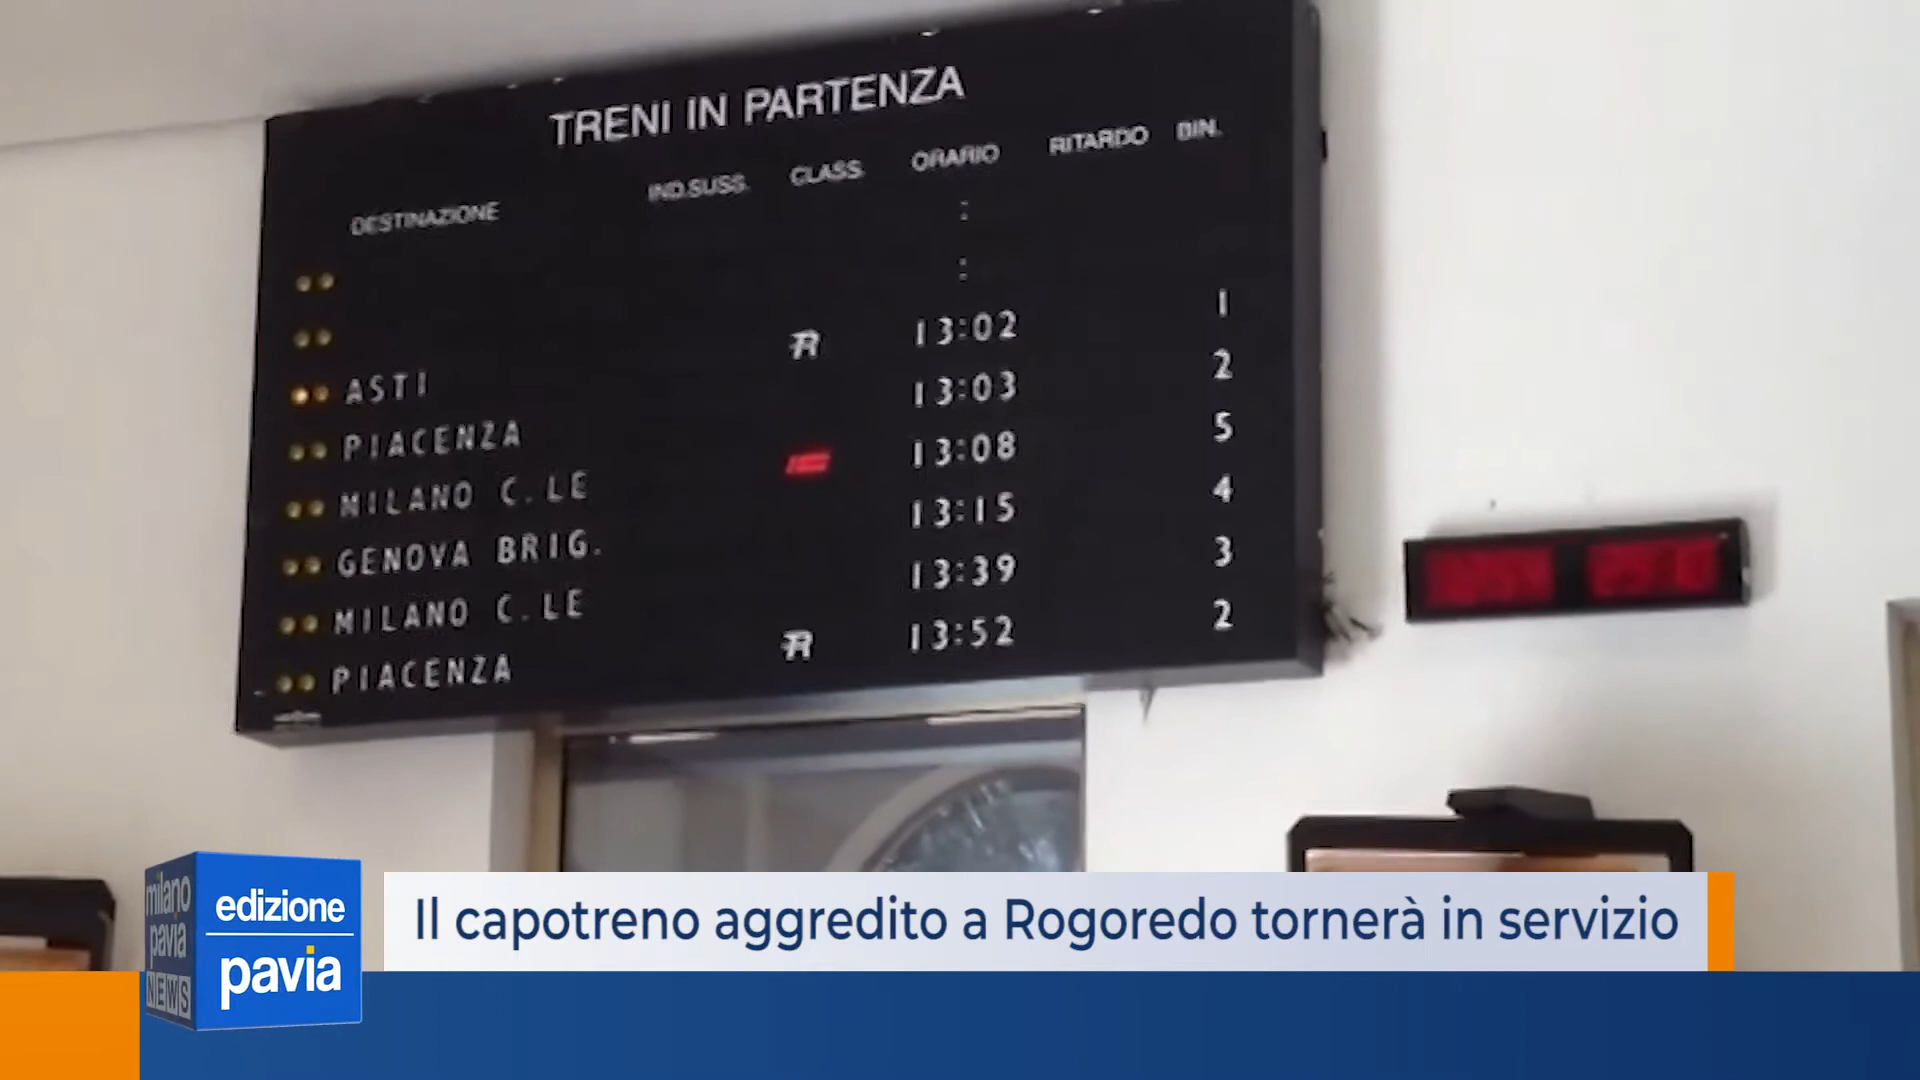 TRENI IN PARTENZA
DESTINAZIONE IND.SUSS. CLASS. ORARIO RITARDO BIN.
:
:
ASTI R 13:02 1
PIACENZA 13:03 2
MILANO C.LE IC 13:08 5
GENOVA BRIG. 13:15 4
MILANO C.LE 13:39 3
PIACENZA R 13:52 2
milano
pavia
NEWS
edizione
pavia
Il capotreno aggredito a Rogoredo tornerà in servizio